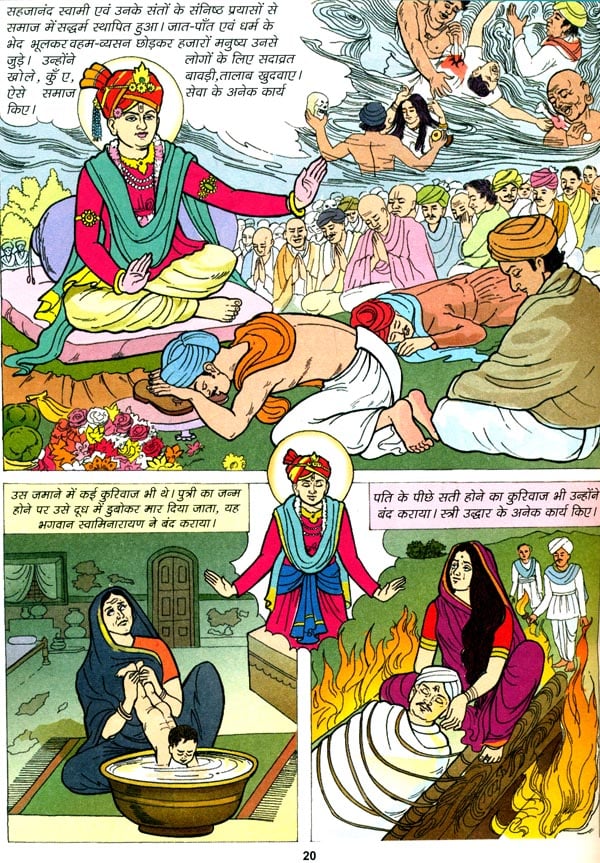 सहजानंद स्वामी एवं उनके संतों के संनिष्ठ प्रयासों से
समाज में सद्धर्म स्थापित हुआ। जात-पाँत एवं धर्म के
भेद भूलकर वहम-व्यसन छोड़कर हजारों मनुष्य उनसे
जुड़े। उन्होंने लोगों के लिए सदाव्रत
खोले, कुँए, बावड़ी, तालाब खुदवाए।
ऐसे समाज सेवा के अनेक कार्य
किए।
उस जमाने में कई कुरिवाज भी थे। पुत्री का जन्म
होने पर उसे दूध में डुबोकर मार दिया जाता, यह
भगवान स्वामिनारायण ने बंद कराया।
पति के पीछे सती होने का कुरिवाज भी उन्होंने
बंद कराया। स्त्री उद्धार के अनेक कार्य किए।
20